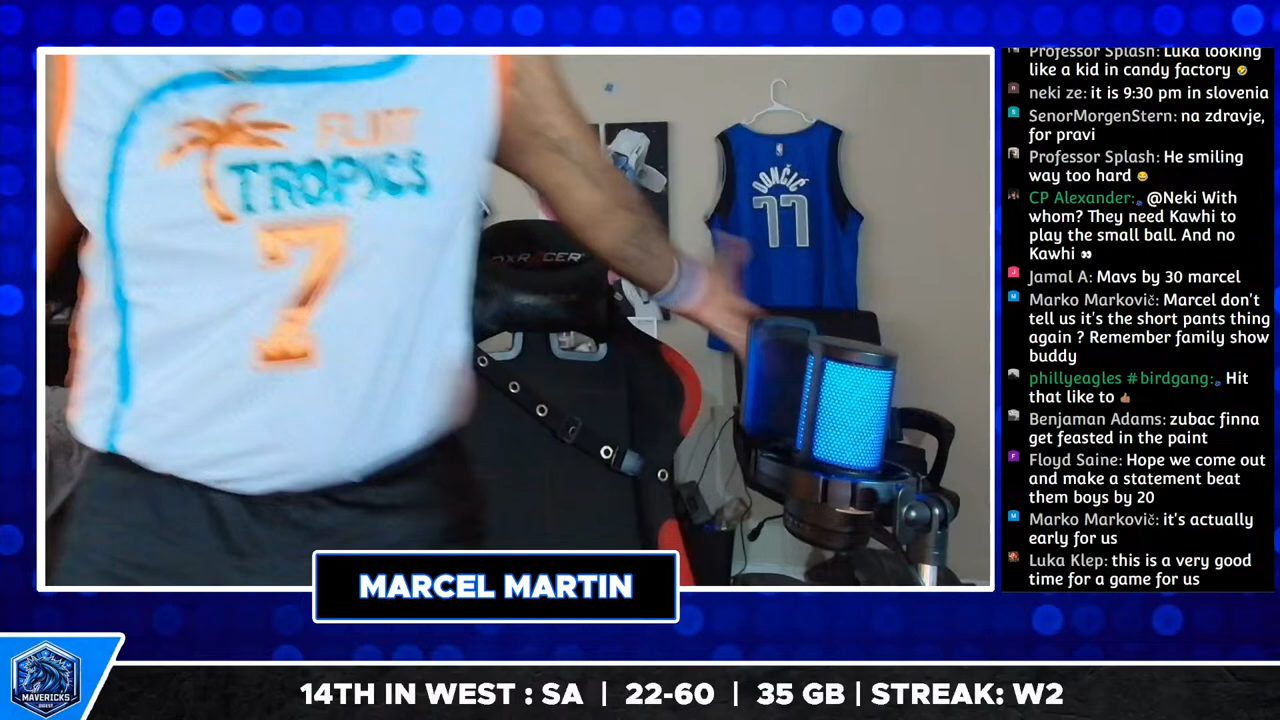 FLINT
TROPICS
7
DXRACER
DONČIĆ
77
MARCEL MARTIN
Professor Splash: Luka looking
like a kid in candy factory 🤣
neki ze: it is 9:30 pm in slovenia
SenorMorgenStern: na zdravje,
for pravi
Professor Splash: He smiling
way too hard 😂
CP Alexander: @Neki With
whom? They need Kawhi to
play the small ball. And no
Kawhi 👀
Jamal A: Mavs by 30 marcel
Marko Markovič: Marcel don't
tell us it's the short pants thing
again ? Remember family show
buddy
phillyeagles #birdgang: Hit
that like to 👍🏽
Benjaman Adams: zubac finna
get feasted in the paint
Floyd Saine: Hope we come out
and make a statement beat
them boys by 20
Marko Markovič: it's actually
early for us
Luka Klep: this is a very good
time for a game for us
MAVERICKS
DIGEST
14TH IN WEST : SA | 22-60 | 35 GB | STREAK: W2